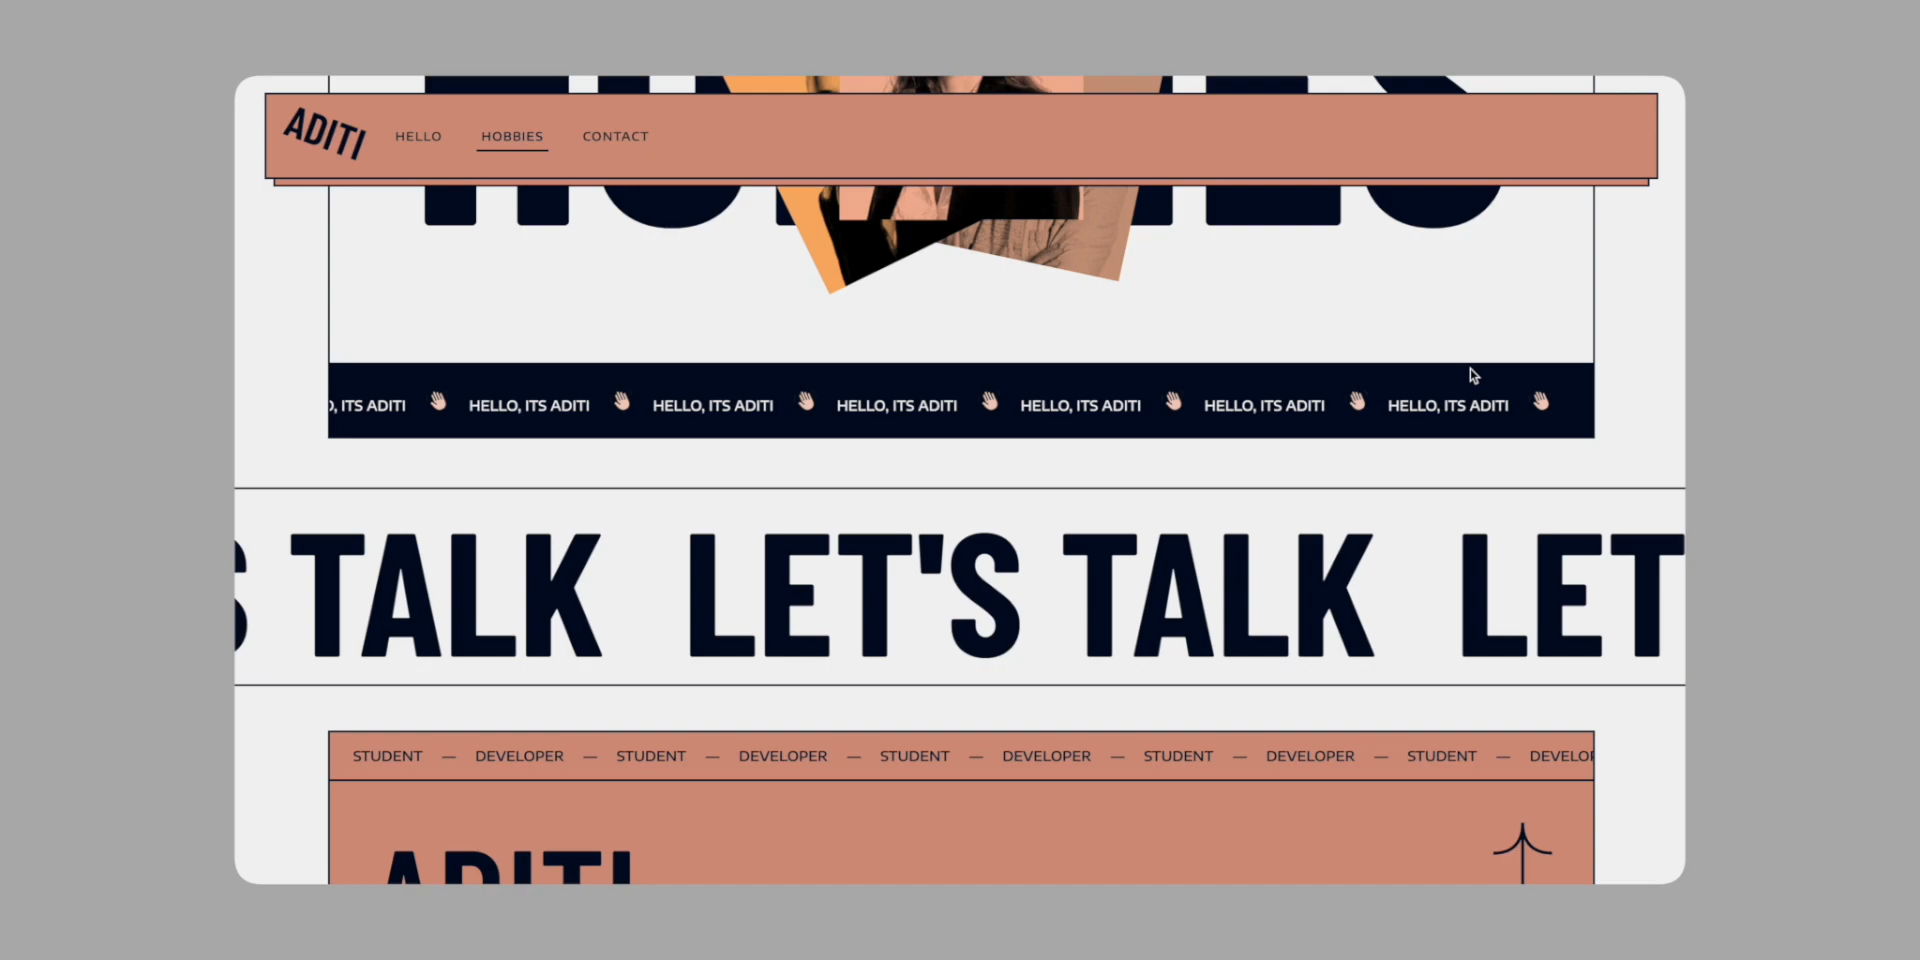 ADITI HELLO HOBBIES CONTACT
ITS ADITI HELLO, ITS ADITI HELLO, ITS ADITI HELLO, ITS ADITI HELLO, ITS ADITI HELLO, ITS ADITI HELLO, ITS ADITI
TALK LET'S TALK LET
STUDENT — DEVELOPER — STUDENT — DEVELOPER — STUDENT — DEVELOPER — STUDENT — DEVELOPER — STUDENT —
ADITI